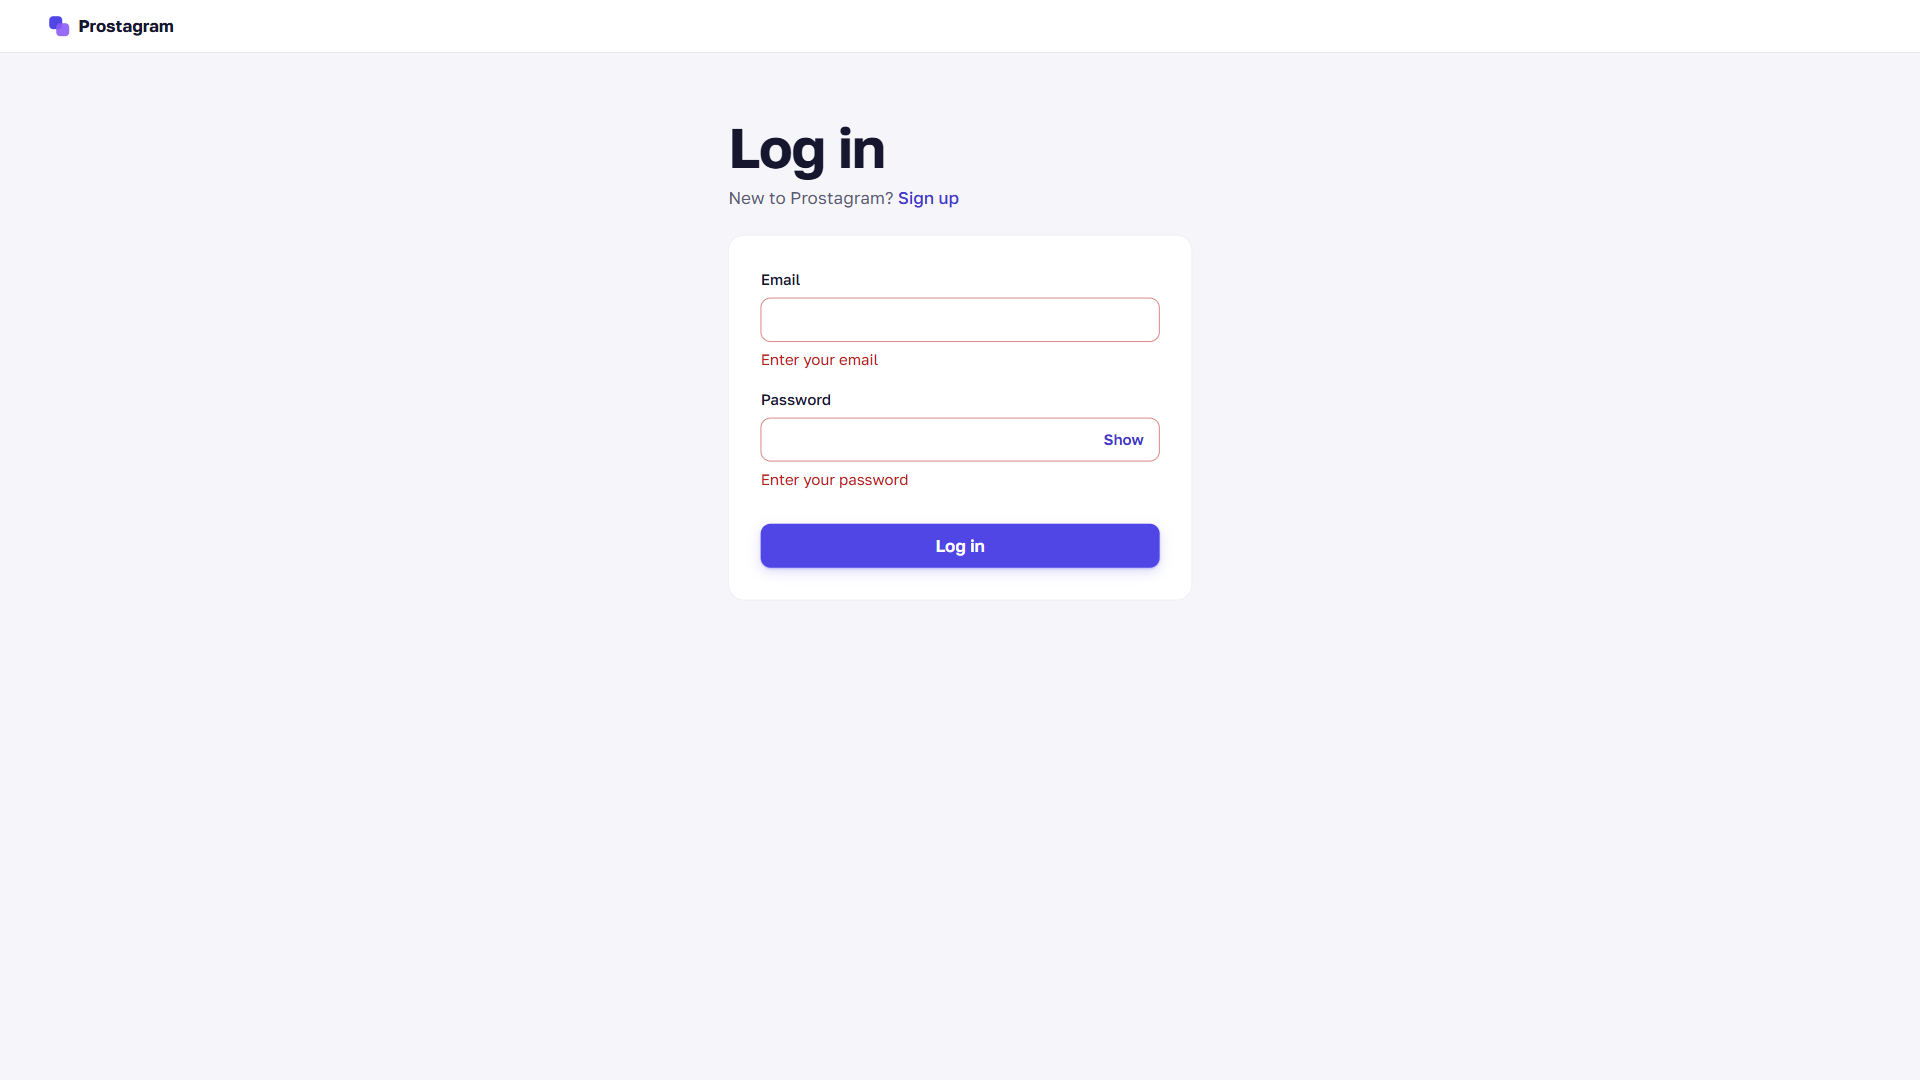 Prostagram
Log in
New to Prostagram? Sign up
Email
Enter your email
Password
Show
Enter your password
Log in